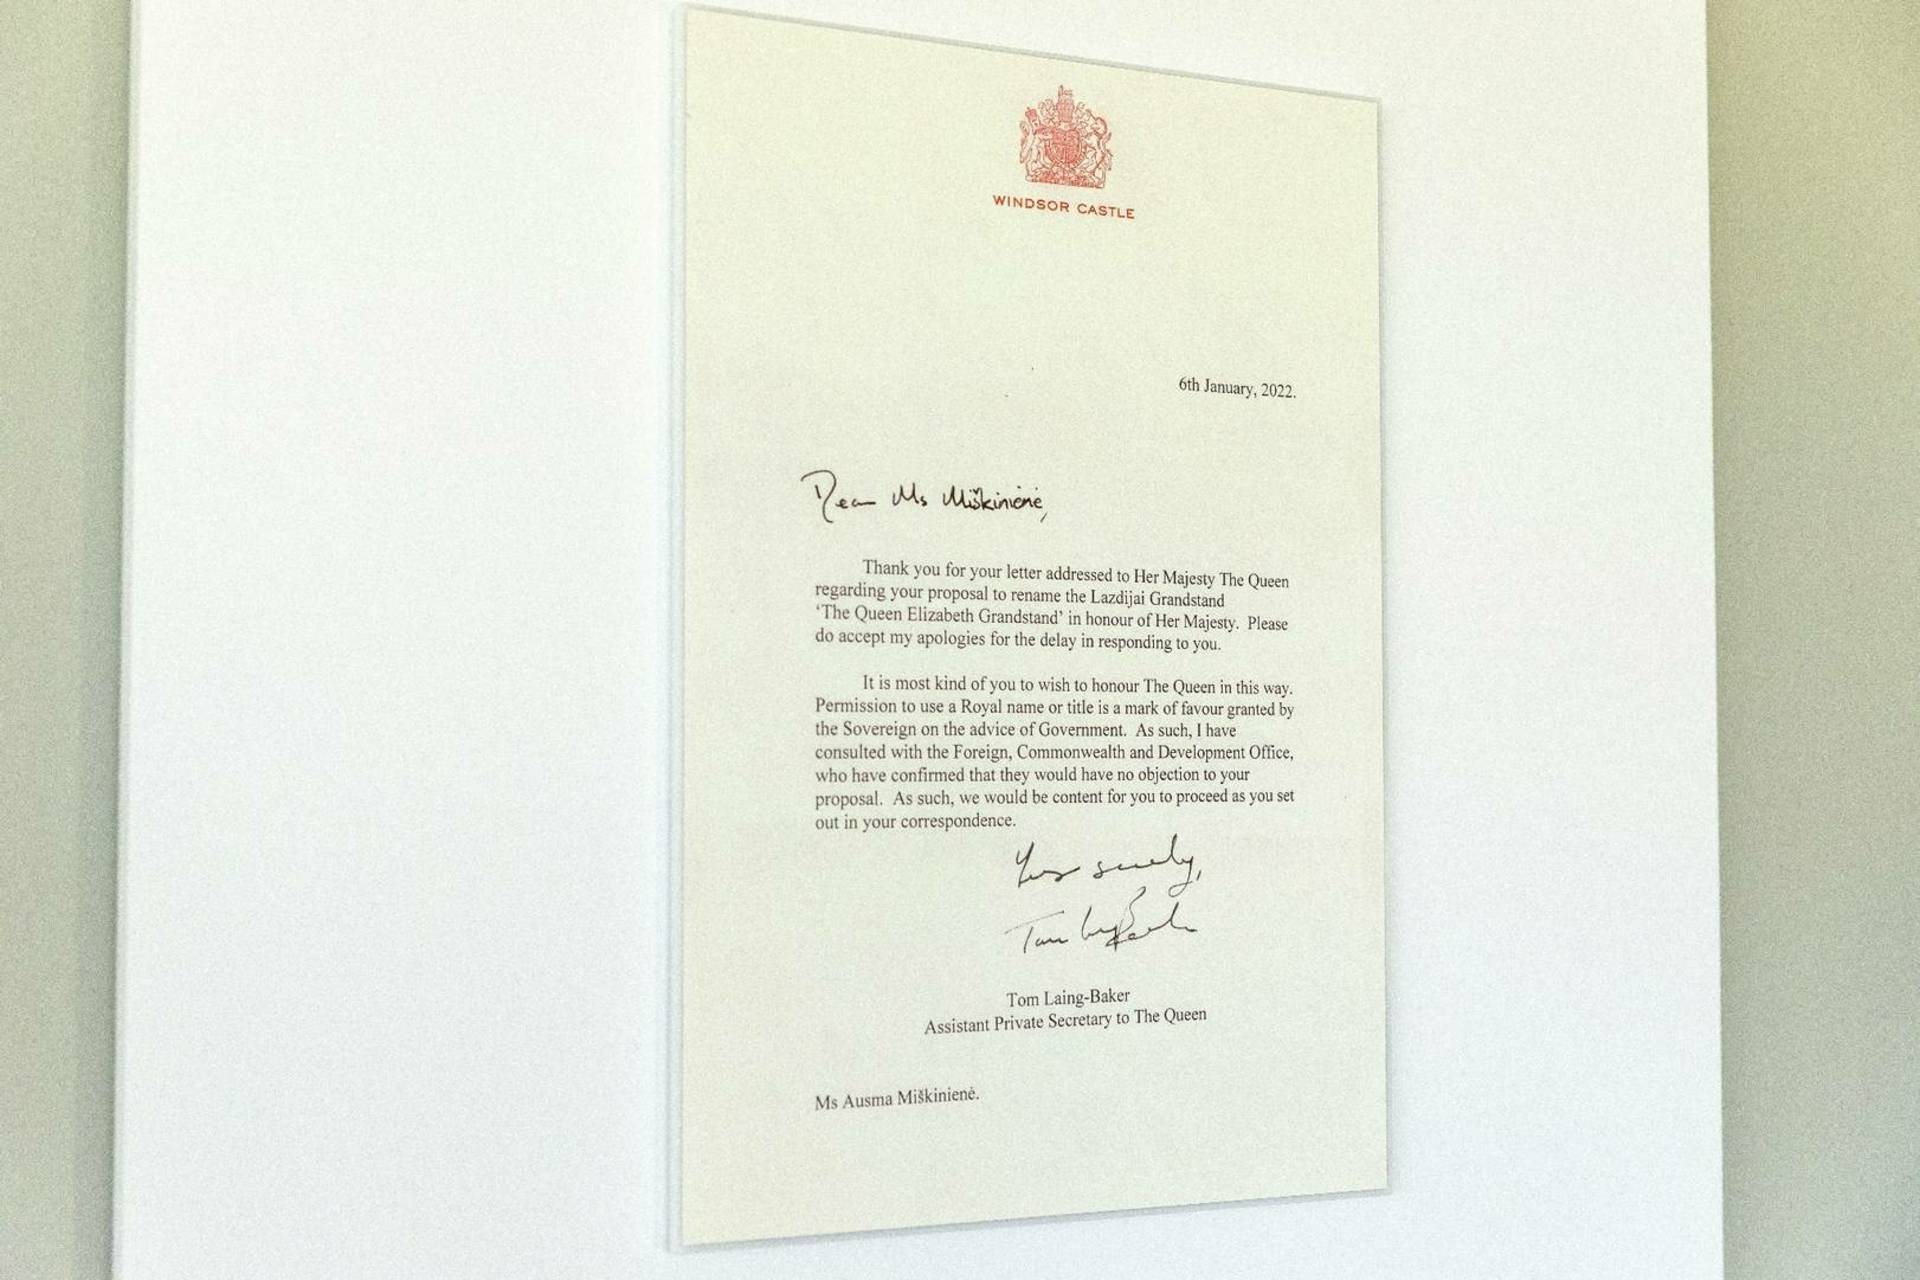 WINDSOR CASTLE
6th January, 2022.
Dear Ms Miškinienė,
Thank you for your letter addressed to Her Majesty The Queen
regarding your proposal to rename the Lazdijai Grandstand
‘The Queen Elizabeth Grandstand’ in honour of Her Majesty.  Please
do accept my apologies for the delay in responding to you.
It is most kind of you to wish to honour The Queen in this way.
Permission to use a Royal name or title is a mark of favour granted by
the Sovereign on the advice of Government.  As such, I have
consulted with the Foreign, Commonwealth and Development Office,
who have confirmed that they would have no objection to your
proposal.  As such, we would be content for you to proceed as you set
out in your correspondence.
Yours sincerely,
Tom Laing-Baker
Tom Laing-Baker
Assistant Private Secretary to The Queen
Ms Ausma Miškinienė.